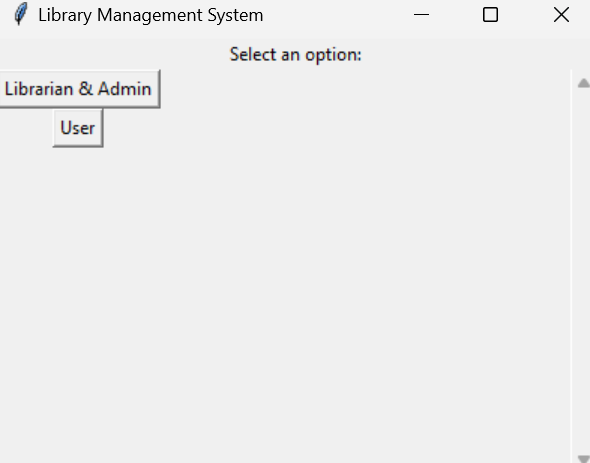 Library Management System
Select an option:
Librarian & Admin
User